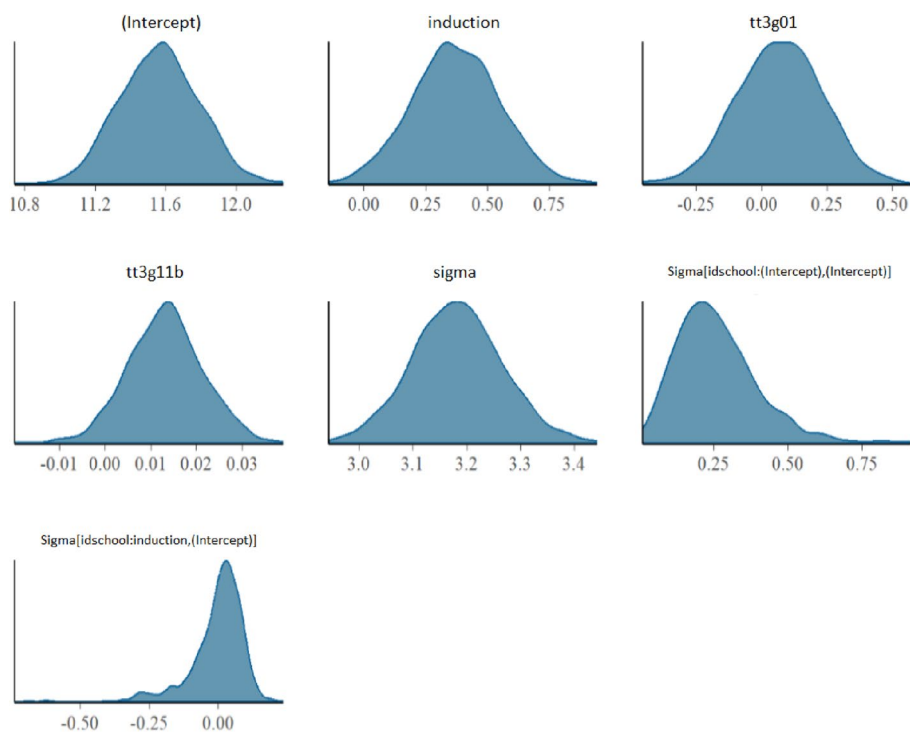 (Intercept) induction tt3g01
10.8 11.2 11.6 12.0 0.00 0.25 0.50 0.75 -0.25 0.00 0.25 0.50
tt3g11b sigma Sigma[idschool:(Intercept),(Intercept)]
-0.01 0.00 0.01 0.02 0.03 3.0 3.1 3.2 3.3 3.4 0.25 0.50 0.75
Sigma[idschool:induction,(Intercept)]
-0.50 -0.25 0.00